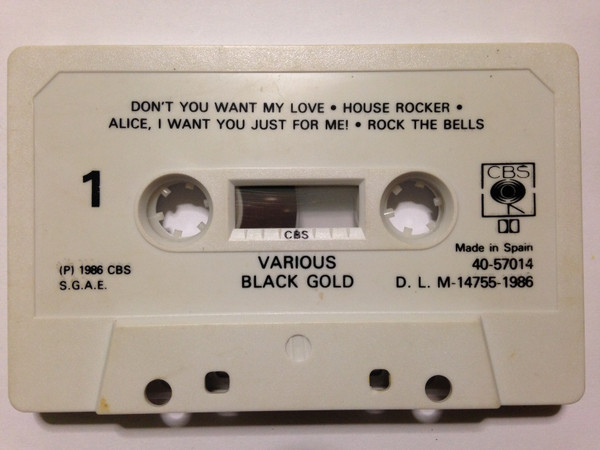 DON'T YOU WANT MY LOVE • HOUSE ROCKER •
ALICE, I WANT YOU JUST FOR ME! • ROCK THE BELLS
1
CBS
CBS
Made in Spain
(P) 1986 CBS
S.G.A.E.
VARIOUS
BLACK GOLD
40-57014
D. L. M-14755-1986